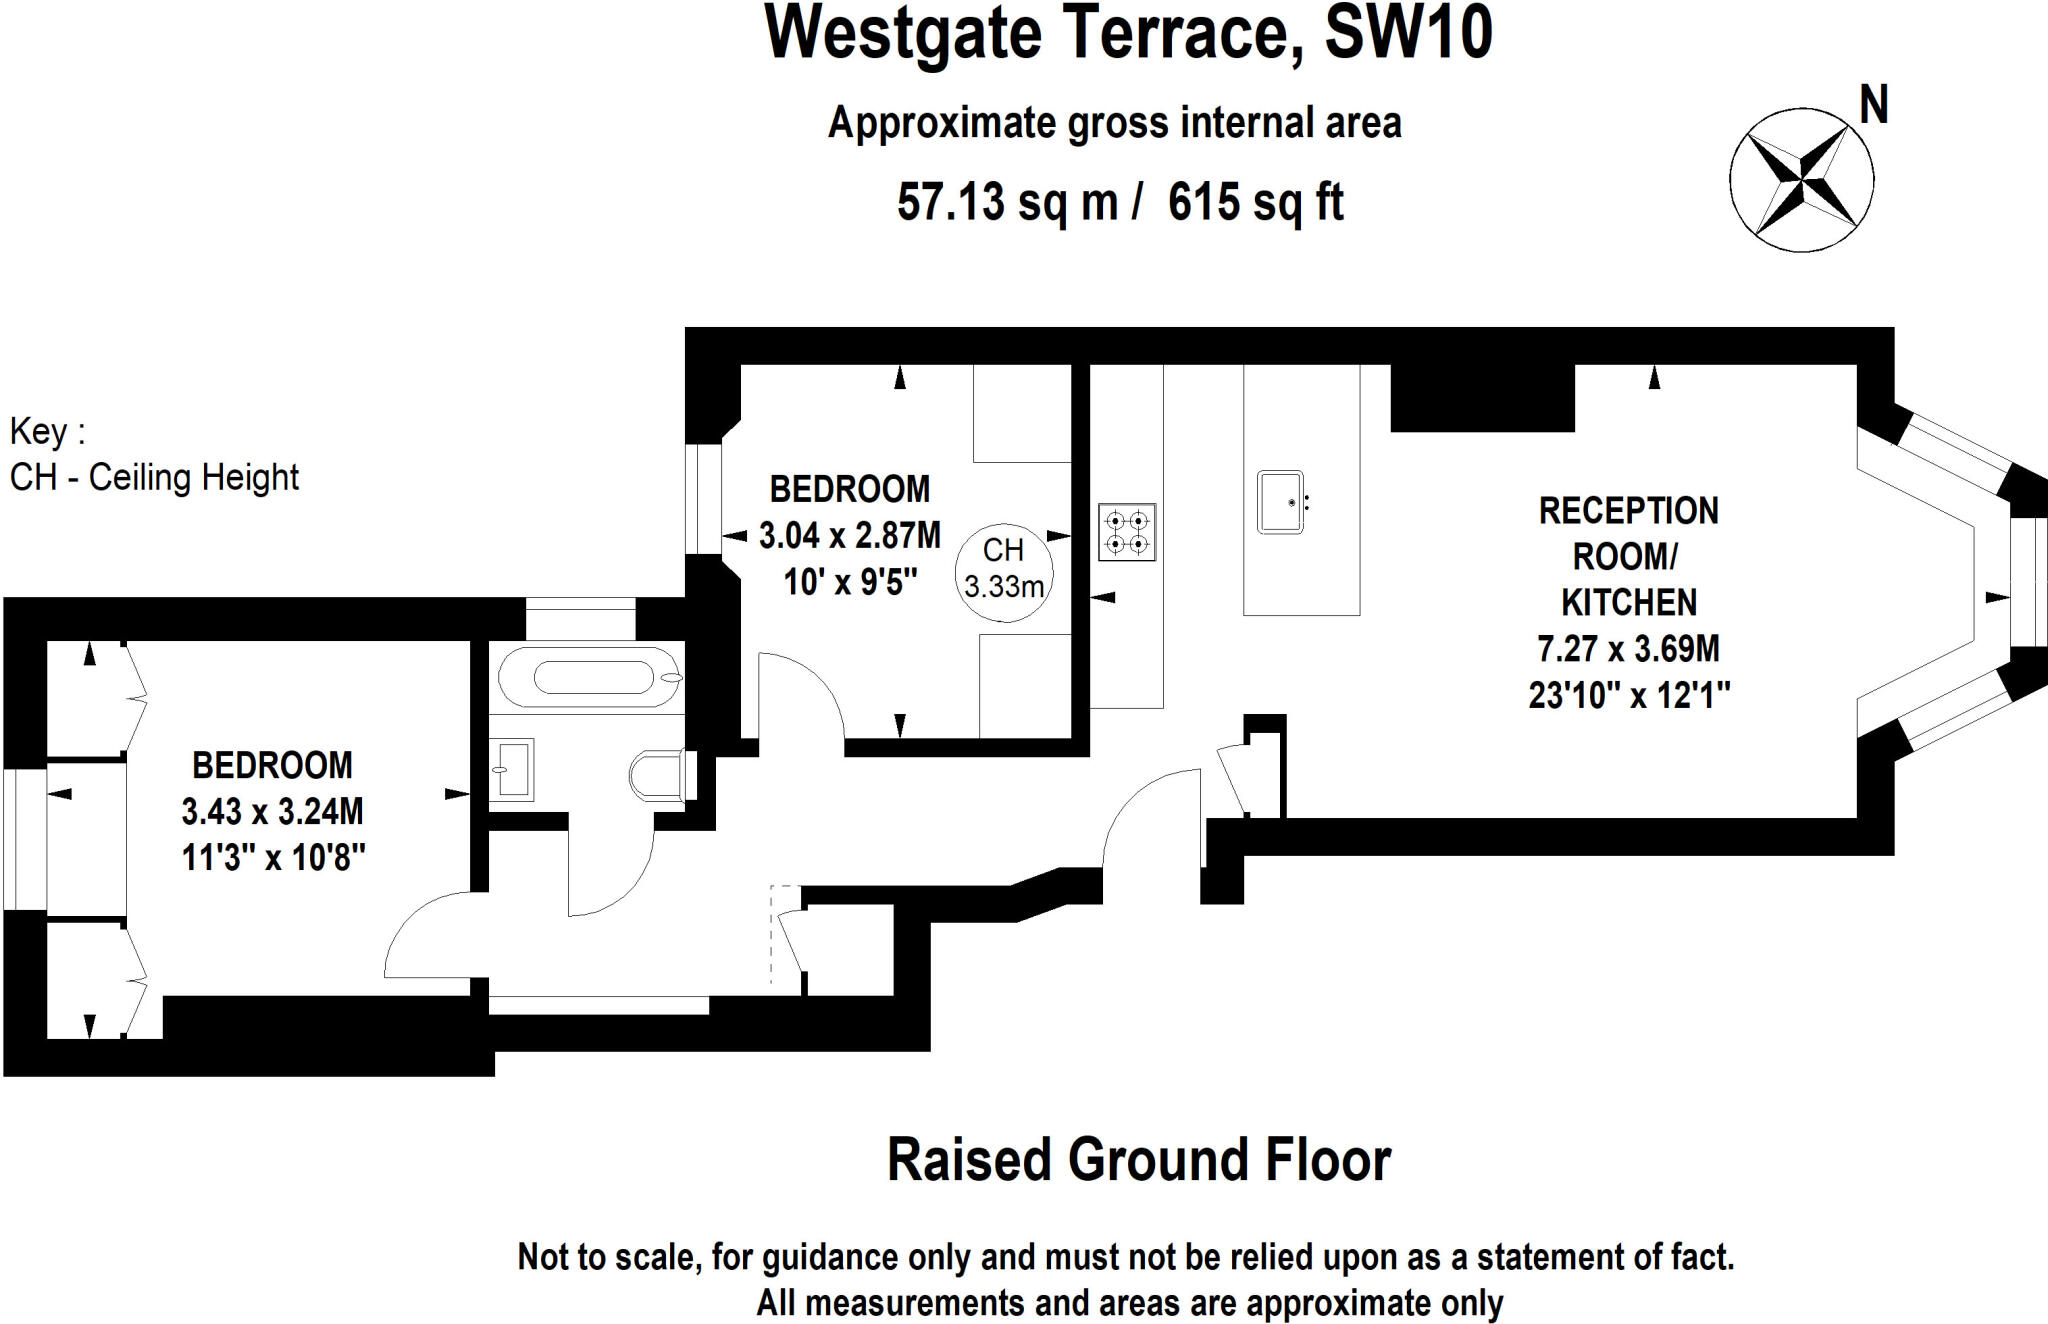 Westgate Terrace, SW10
Approximate gross internal area
57.13 sq m /  615 sq ft
N
Key :
CH - Ceiling Height
BEDROOM
3.04 x 2.87M
10' x 9'5"
CH
3.33m
RECEPTION
ROOM/
KITCHEN
7.27 x 3.69M
23'10" x 12'1"
BEDROOM
3.43 x 3.24M
11'3" x 10'8"
Raised Ground Floor
Not to scale, for guidance only and must not be relied upon as a statement of fact.
All measurements and areas are approximate only